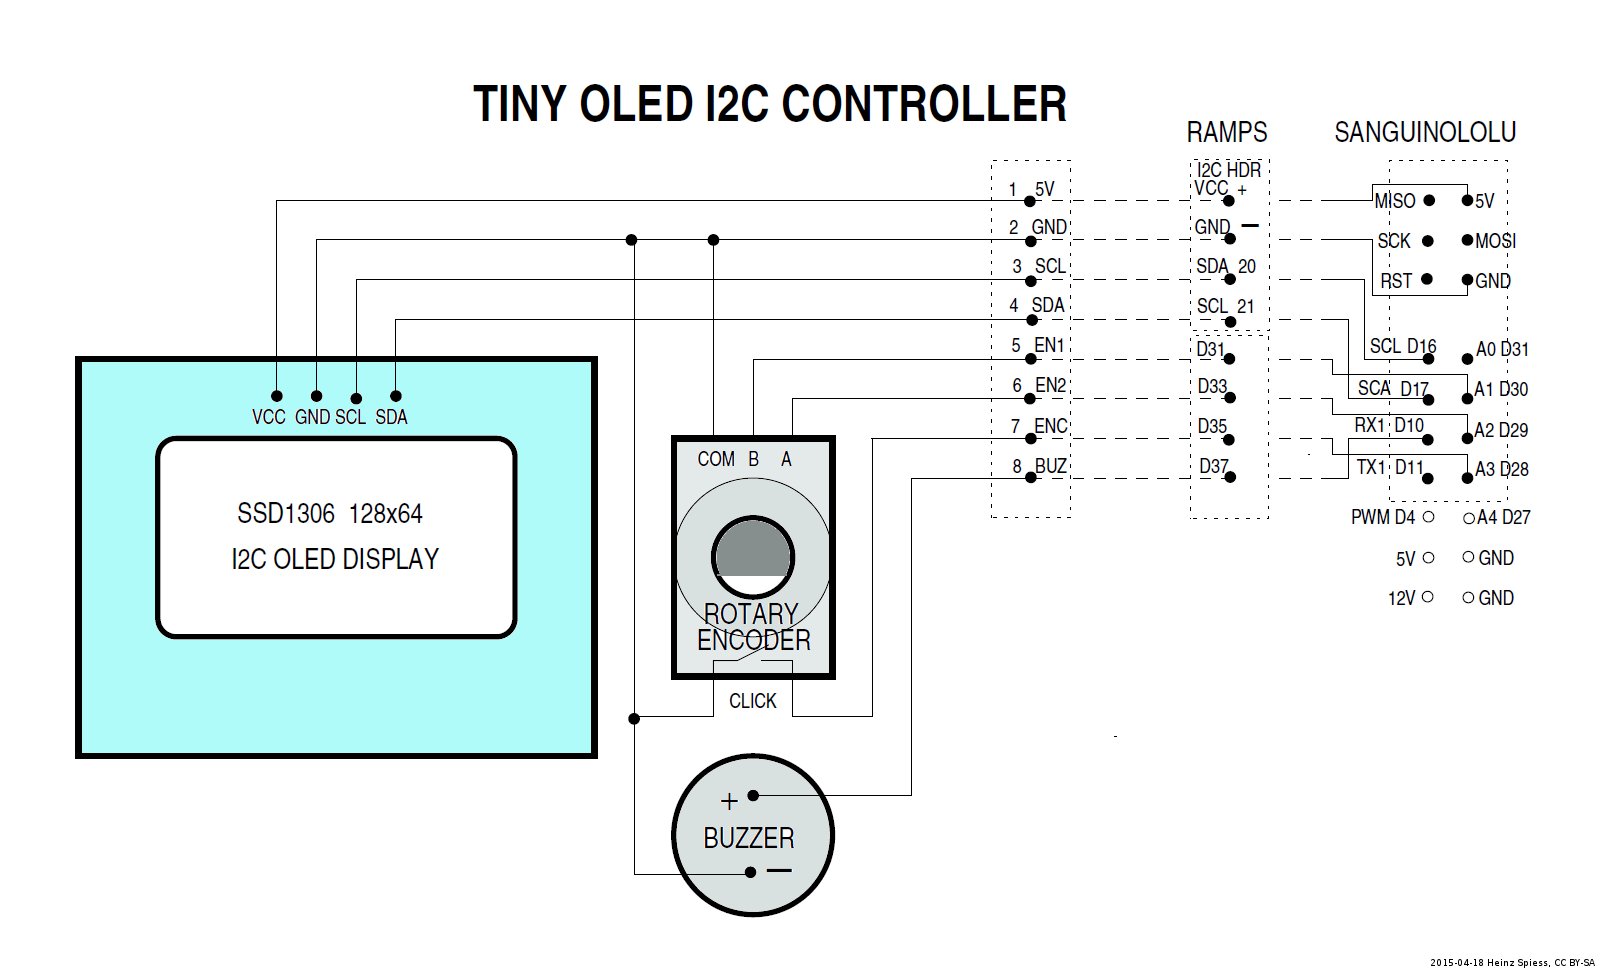 TINY OLED I2C CONTROLLER
RAMPS SANGUINOLOLU
I2C HDR
1 5V VCC + MISO 5V
2 GND GND − SCK MOSI
3 SCL SDA 20 RST GND
4 SDA SCL 21
5 EN1 D31 SCL D16 A0 D31
6 EN2 D33 SCA D17 A1 D30
7 ENC D35 RX1 D10 A2 D29
8 BUZ D37 TX1 D11 A3 D28
PWM D4 A4 D27
5V GND
12V GND
VCC GND SCL SDA
SSD1306 128x64
I2C OLED DISPLAY
COM B A
ROTARY
ENCODER
CLICK
+
BUZZER
−
2015-04-18 Heinz Spiess, CC BY-SA